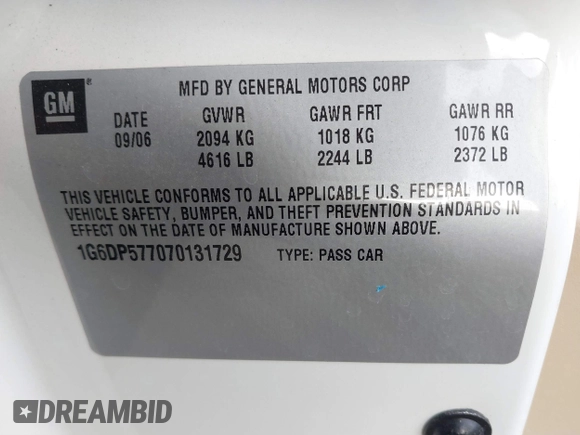 GM
®
MFD BY GENERAL MOTORS CORP
DATE GVWR GAWR FRT GAWR RR
09/06 2094 KG 1018 KG 1076 KG
4616 LB 2244 LB 2372 LB
THIS VEHICLE CONFORMS TO ALL APPLICABLE U.S. FEDERAL MOTOR
VEHICLE SAFETY, BUMPER, AND THEFT PREVENTION STANDARDS IN
EFFECT ON THE DATE OF MANUFACTURE SHOWN ABOVE.
1G6DP577070131729 TYPE: PASS CAR
DREAMBID